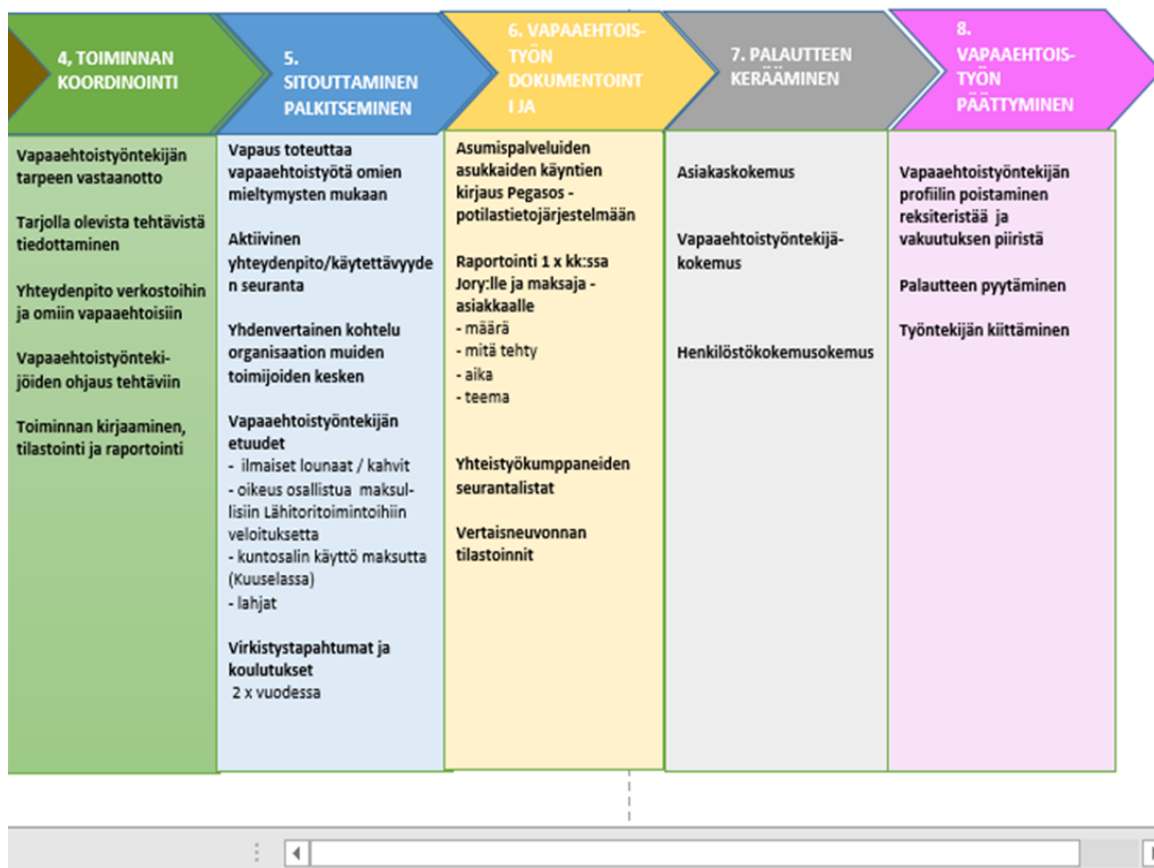 4, TOIMINNAN
KOORDINOINTI
Vapaaehtoistyöntekijän
tarpeen vastaanotto
Tarjolla olevista tehtävistä
tiedottaminen
Yhteydenpito verkostoihin
ja omiin vapaaehtoisiin
Vapaaehtoistyönteki-
jöiden ohjaus tehtäviin
Toiminnan kirjaaminen,
tilastointi ja raportointi
5.
SITOUTTAMINEN
PALKITSEMINEN
Vapaus toteuttaa
vapaaehtoistyötä omien
mieltymysten mukaan
Aktiivinen
yhteydenpito/käytettävyyde
n seuranta
Yhdenvertainen kohtelu
organisaation muiden
toimijoiden kesken
Vapaaehtoistyöntekijän
etuudet
- ilmaiset lounaat / kahvit
- oikeus osallistua maksul-
lisiin Lähitoritoimintoihiin
veloituksetta
- kuntosalin käyttö maksutta
(Kuuselassa)
- lahjat
Virkistystapahtumat ja
koulutukset
2 x vuodessa
6. VAPAAEHTOIS-
TYÖN
DOKUMENTOINT
I JA
Asumispalveluiden
asukkaiden käyntien
kirjaus Pegasos -
potilastietojärjestelmään
Raportointi 1 x kk:ssa
Jory:lle ja maksaja -
asiakkaalle
- määrä
- mitä tehty
- aika
- teema
Yhteistyökumppaneiden
seurantalistat
Vertaisneuvonnan
tilastoinnit
7. PALAUTTEEN
KERÄÄMINEN
Asiakaskokemus
Vapaaehtoistyöntekijä-
kokemus
Henkilöstökokemusokemus
8.
VAPAAEHTOIS-
TYÖN
PÄÄTTYMINEN
Vapaaehtoistyöntekijän
profiilin poistaminen
reksiteristää ja
vakuutuksen piiristä
Palautteen pyytäminen
Työntekijän kiittäminen